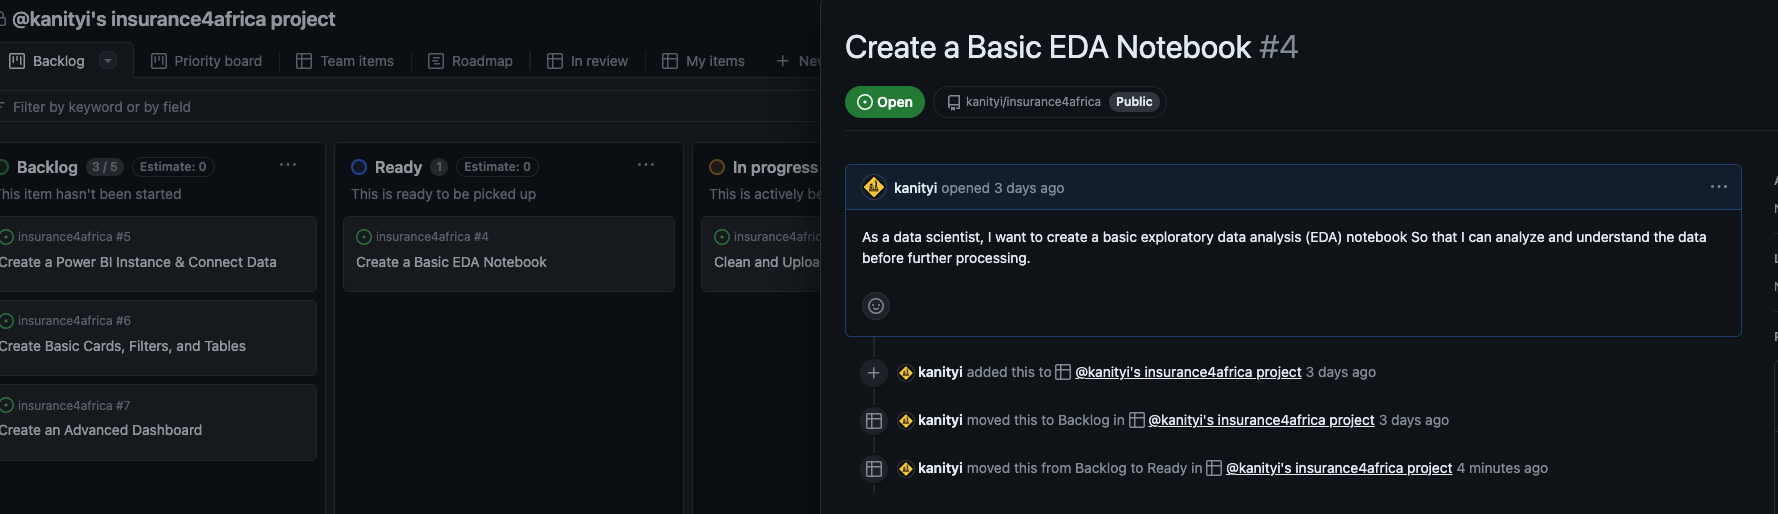 @kanityi's insurance4africa project
Backlog
Priority board
Team items
Roadmap
In review
My items
Filter by keyword or by field
Backlog 3 / 5 Estimate: 0
This item hasn't been started
insurance4africa #5
Create a Power BI Instance & Connect Data
insurance4africa #6
Create Basic Cards, Filters, and Tables
insurance4africa #7
Create an Advanced Dashboard
Ready 1 Estimate: 0
This is ready to be picked up
insurance4africa #4
Create a Basic EDA Notebook
In progress
This is actively
Clean and
Create a Basic EDA Notebook #4
Open kanityi/insurance4africa Public
kanityi opened 3 days ago
As a data scientist, I want to create a basic exploratory data analysis (EDA) notebook So that I can analyze and understand the data
before further processing.
kanityi added this to @kanityi's insurance4africa project 3 days ago
kanityi moved this to Backlog in @kanityi's insurance4africa project 3 days ago
kanityi moved this from Backlog to Ready in @kanityi's insurance4africa project 4 minutes ago